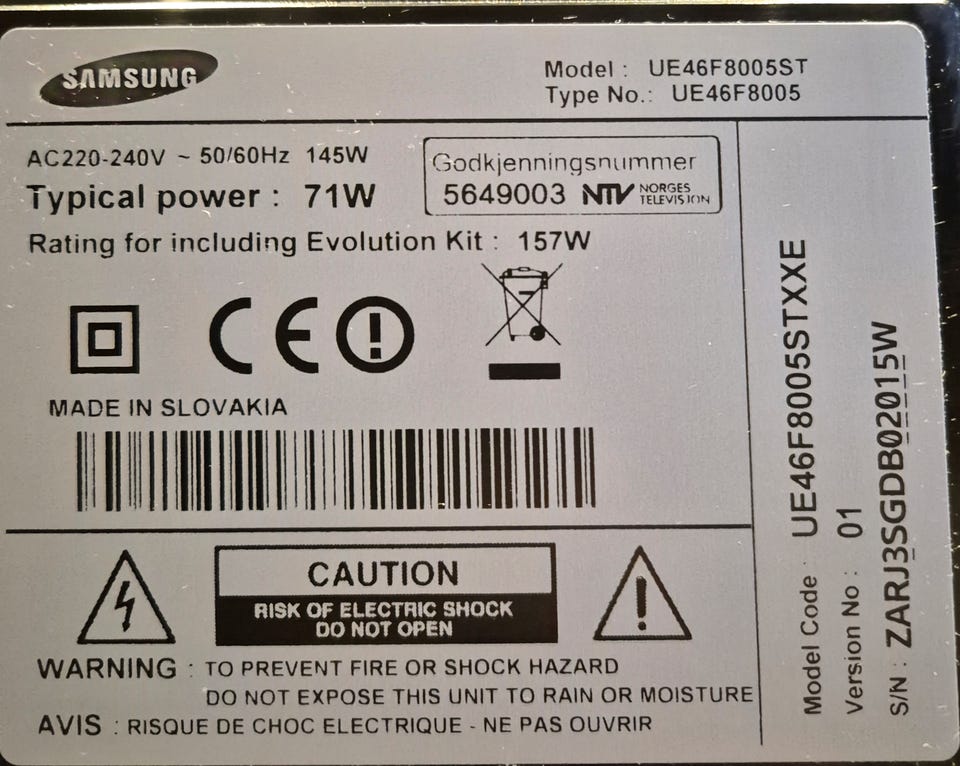 SAMSUNG
Model : UE46F8005ST
Type No.: UE46F8005
AC220-240V ~ 50/60Hz 145W
Typical power : 71W
Godkjenningsnummer
5649003 NTV NORGES TELEVISION
Rating for including Evolution Kit : 157W
CE
MADE IN SLOVAKIA
CAUTION
RISK OF ELECTRIC SHOCK
DO NOT OPEN
WARNING : TO PREVENT FIRE OR SHOCK HAZARD
DO NOT EXPOSE THIS UNIT TO RAIN OR MOISTURE
AVIS : RISQUE DE CHOC ELECTRIQUE - NE PAS OUVRIR
Model Code : UE46F8005STXXE
Version No : 01
S/N : ZARJ3SGDB02015W